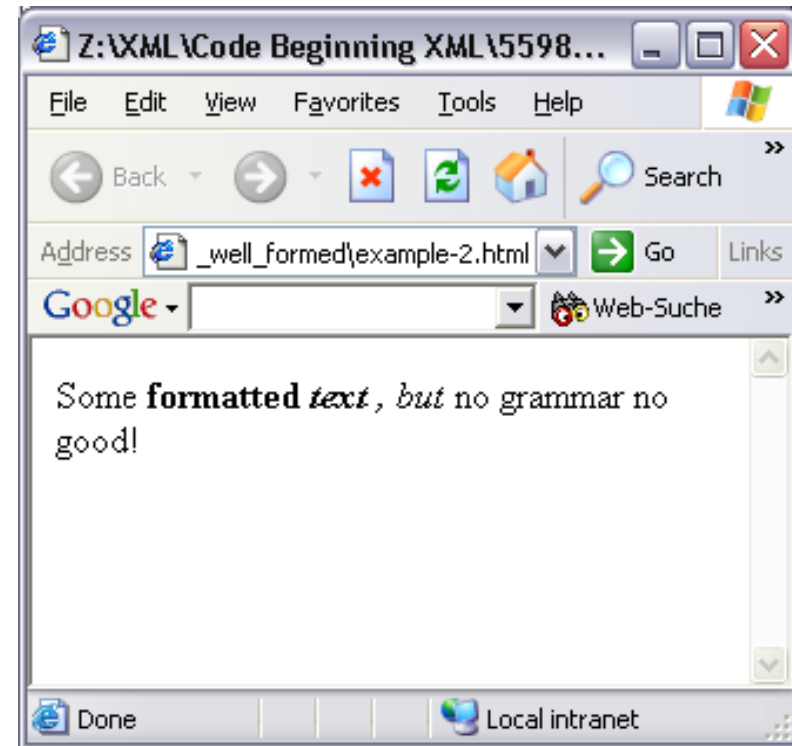 Z:\XML\Code Beginning XML\5598...
File Edit View Favorites Tools Help
Back Search »
Address _well_formed\example-2.html Go Links
Google Web-Suche »
Some formatted text , but no grammar no
good!
Done Local intranet